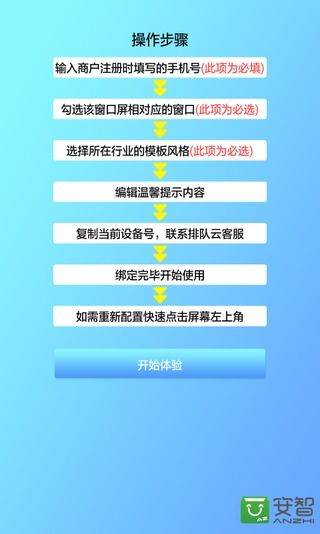 操作步骤
输入商户注册时填写的手机号(此项为必填)
勾选该窗口屏相对应的窗口(此项为必选)
选择所在行业的模板风格(此项为必选)
编辑温馨提示内容
复制当前设备号，联系排队云客服
绑定完毕开始使用
如需重新配置快速点击屏幕左上角
开始体验
安智
AZ
ANZHI